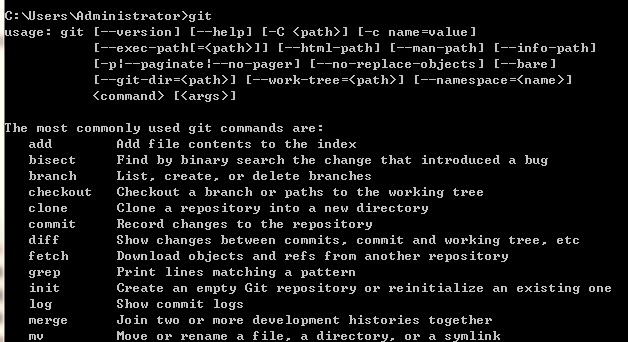 C:\Users\Administrator>git
usage: git [--version] [--help] [-C <path>] [-c name=value]
           [--exec-path[=<path>]] [--html-path] [--man-path] [--info-path]
           [-p¦--paginate¦--no-pager] [--no-replace-objects] [--bare]
           [--git-dir=<path>] [--work-tree=<path>] [--namespace=<name>]
           <command> [<args>]

The most commonly used git commands are:
   add        Add file contents to the index
   bisect     Find by binary search the change that introduced a bug
   branch     List, create, or delete branches
   checkout   Checkout a branch or paths to the working tree
   clone      Clone a repository into a new directory
   commit     Record changes to the repository
   diff       Show changes between commits, commit and working tree, etc
   fetch      Download objects and refs from another repository
   grep       Print lines matching a pattern
   init       Create an empty Git repository or reinitialize an existing one
   log        Show commit logs
   merge      Join two or more development histories together
   mv         Move or rename a file, a directory, or a symlink